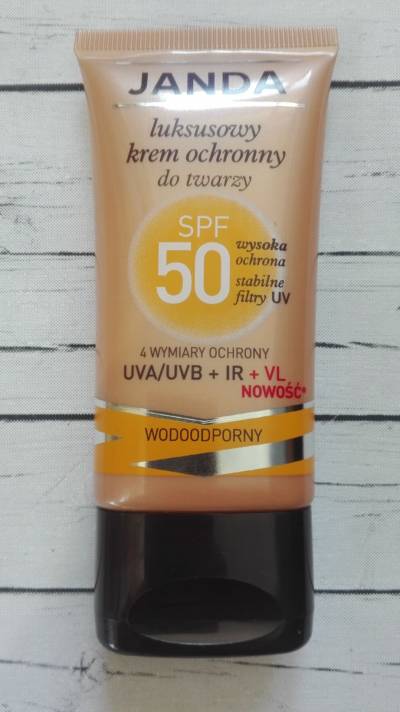 JANDA
luksusowy
krem ochronny
do twarzy
SPF
50
wysoka
ochrona
stabilne
filtry UV
4 WYMIARY OCHRONY
UVA/UVB + IR + VL
NOWOŚĆ*
WODOODPORNY